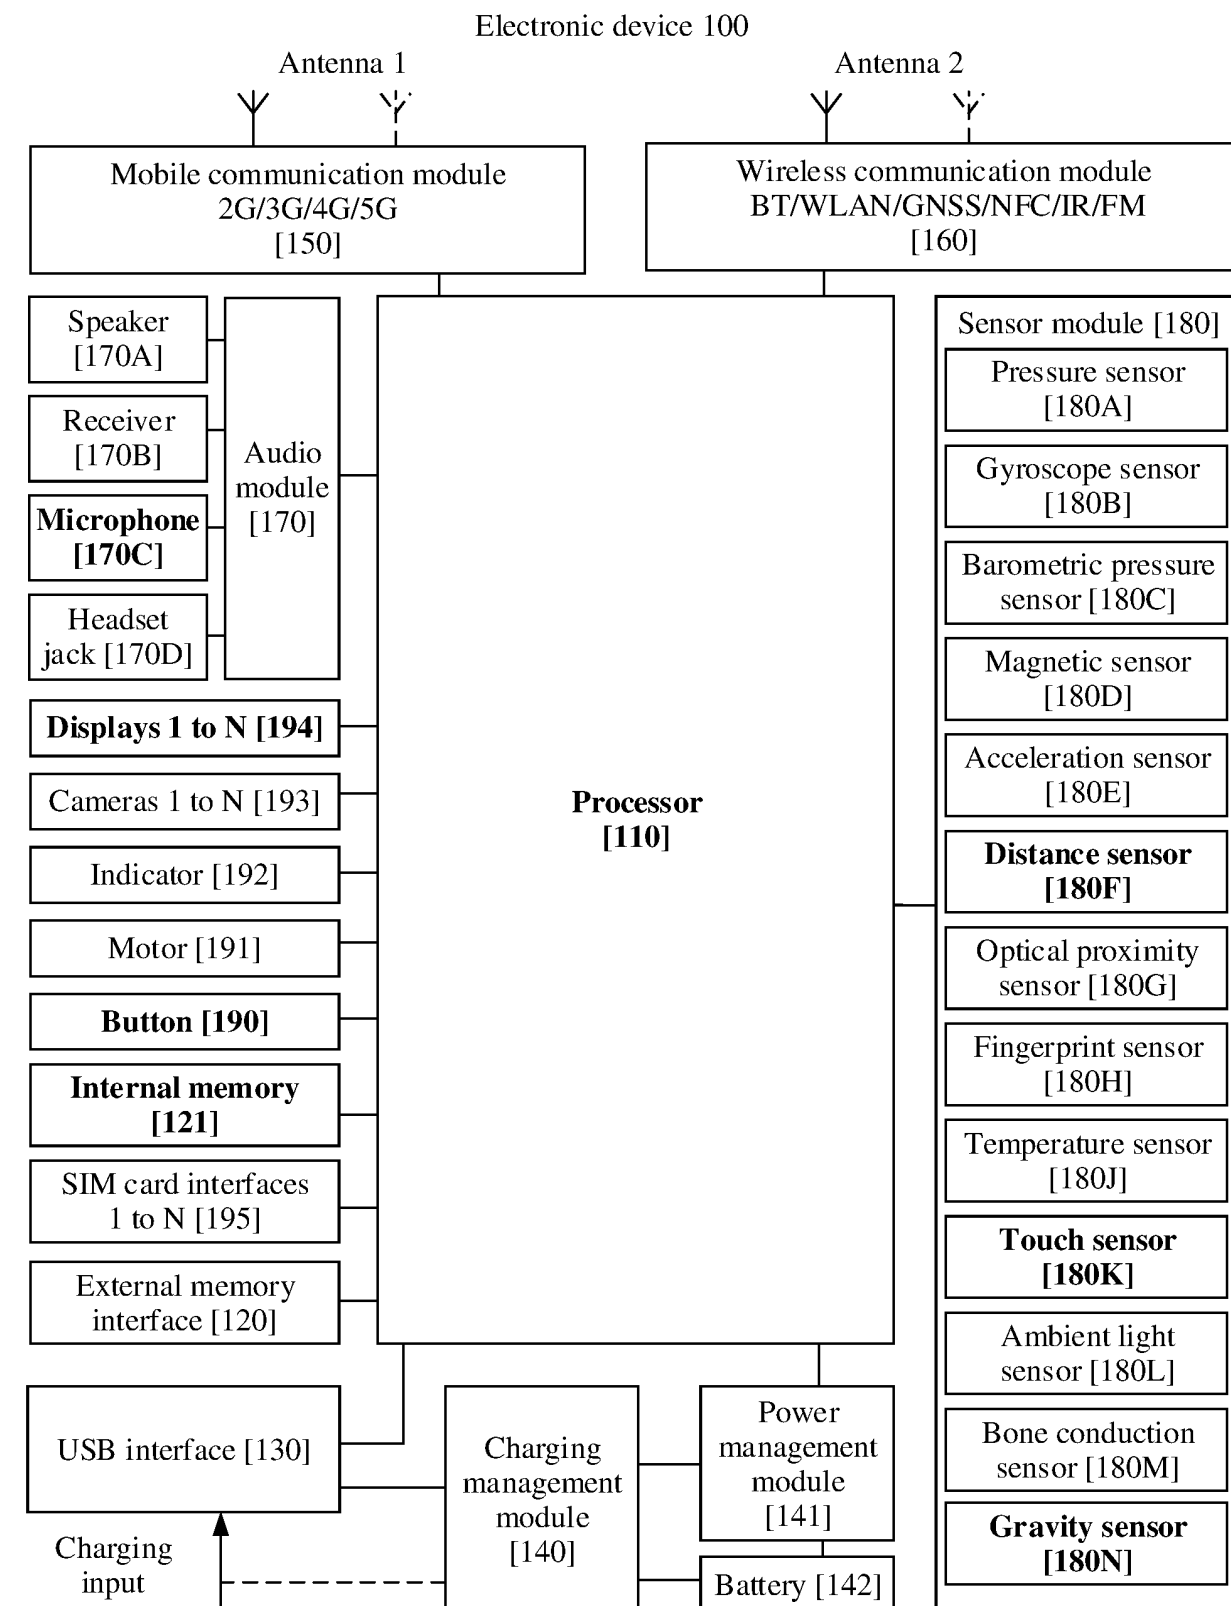 Electronic device 100
Antenna 1
Antenna 2
Mobile communication module
2G/3G/4G/5G
[150]
Wireless communication module
BT/WLAN/GNSS/NFC/IR/FM
[160]
Speaker
[170A]
Receiver
[170B]
Microphone
[170C]
Headset
jack [170D]
Audio
module
[170]
Displays 1 to N [194]
Cameras 1 to N [193]
Indicator [192]
Motor [191]
Button [190]
Internal memory
[121]
SIM card interfaces
1 to N [195]
External memory
interface [120]
Processor
[110]
Sensor module [180]
Pressure sensor
[180A]
Gyroscope sensor
[180B]
Barometric pressure
sensor [180C]
Magnetic sensor
[180D]
Acceleration sensor
[180E]
Distance sensor
[180F]
Optical proximity
sensor [180G]
Fingerprint sensor
[180H]
Temperature sensor
[180J]
Touch sensor
[180K]
Ambient light
sensor [180L]
Bone conduction
sensor [180M]
Gravity sensor
[180N]
USB interface [130]
Charging
management
module
[140]
Power
management
module
[141]
Battery [142]
Charging
input